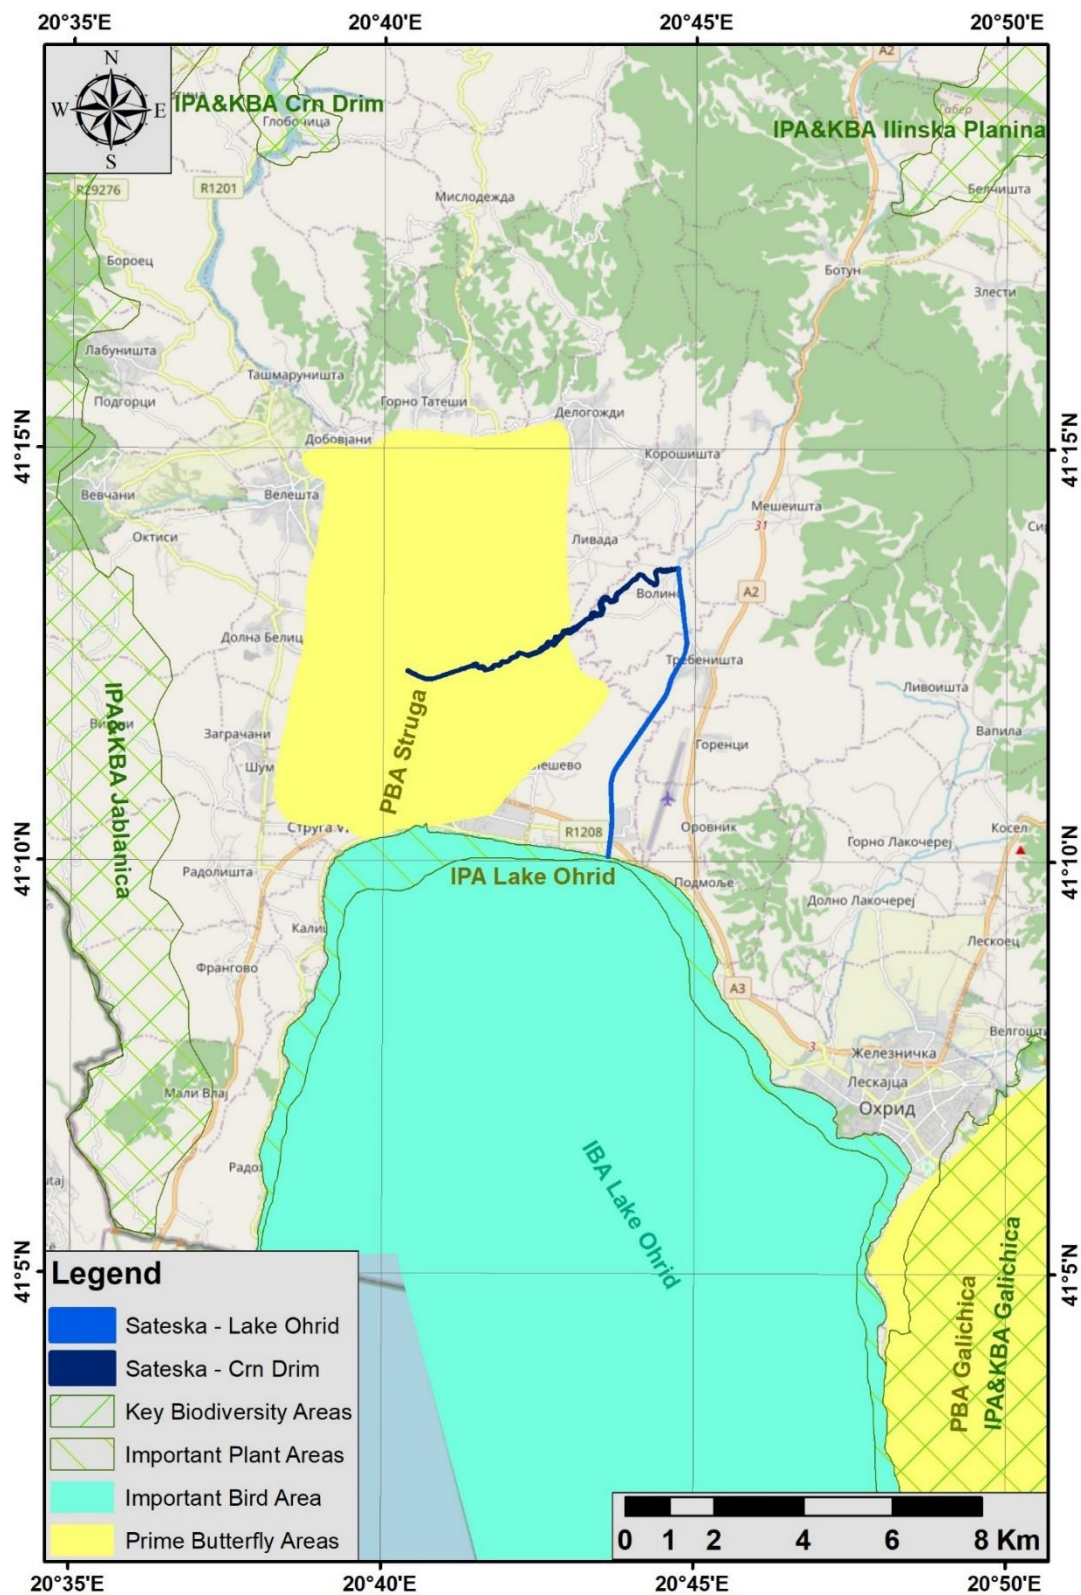 20°35'E
20°40'E
20°45'E
20°50'E
N
W
E
S
A2
IPA&KBA Crn Drim
Глобочица
Габер
IPA&KBA Ilinska Planina
R29276
R1201
Мислодежда
Белчишта
Бороец
Ботун
Злести
Лабуништа
Ташмаруништа
Подгорци
Горно Татеши
Делогожди
41°15'N
Добовјани
Корошишта
41°15'N
Вевчани
Велешта
Мешеишта
31
Октиси
Ливада
A2
Волино
Долна Белиц
Требеништа
Ливоишта
PBA Struga
IPA&KBA Jablanica
Заграчани
Горенци
Вапила
Шум
Струга
R1208
Оровник
Косел
Горно Лакочереј
41°10'N
41°10'N
Радолишта
IPA Lake Ohrid
Подмоље
Долно Лакочереј
Лескоец
Франгово
A3
Велгошти
3
Железничка
Лескајца
Мали Влај
Охрид
IBA Lake Ohrid
41°5'N
41°5'N
PBA Galichica
IPA&KBA Galichica
Legend
Sateska - Lake Ohrid
Sateska - Crn Drim
Key Biodiversity Areas
Important Plant Areas
Important Bird Area
Prime Butterfly Areas
0 1 2 4 6 8 Km
20°35'E
20°40'E
20°45'E
20°50'E